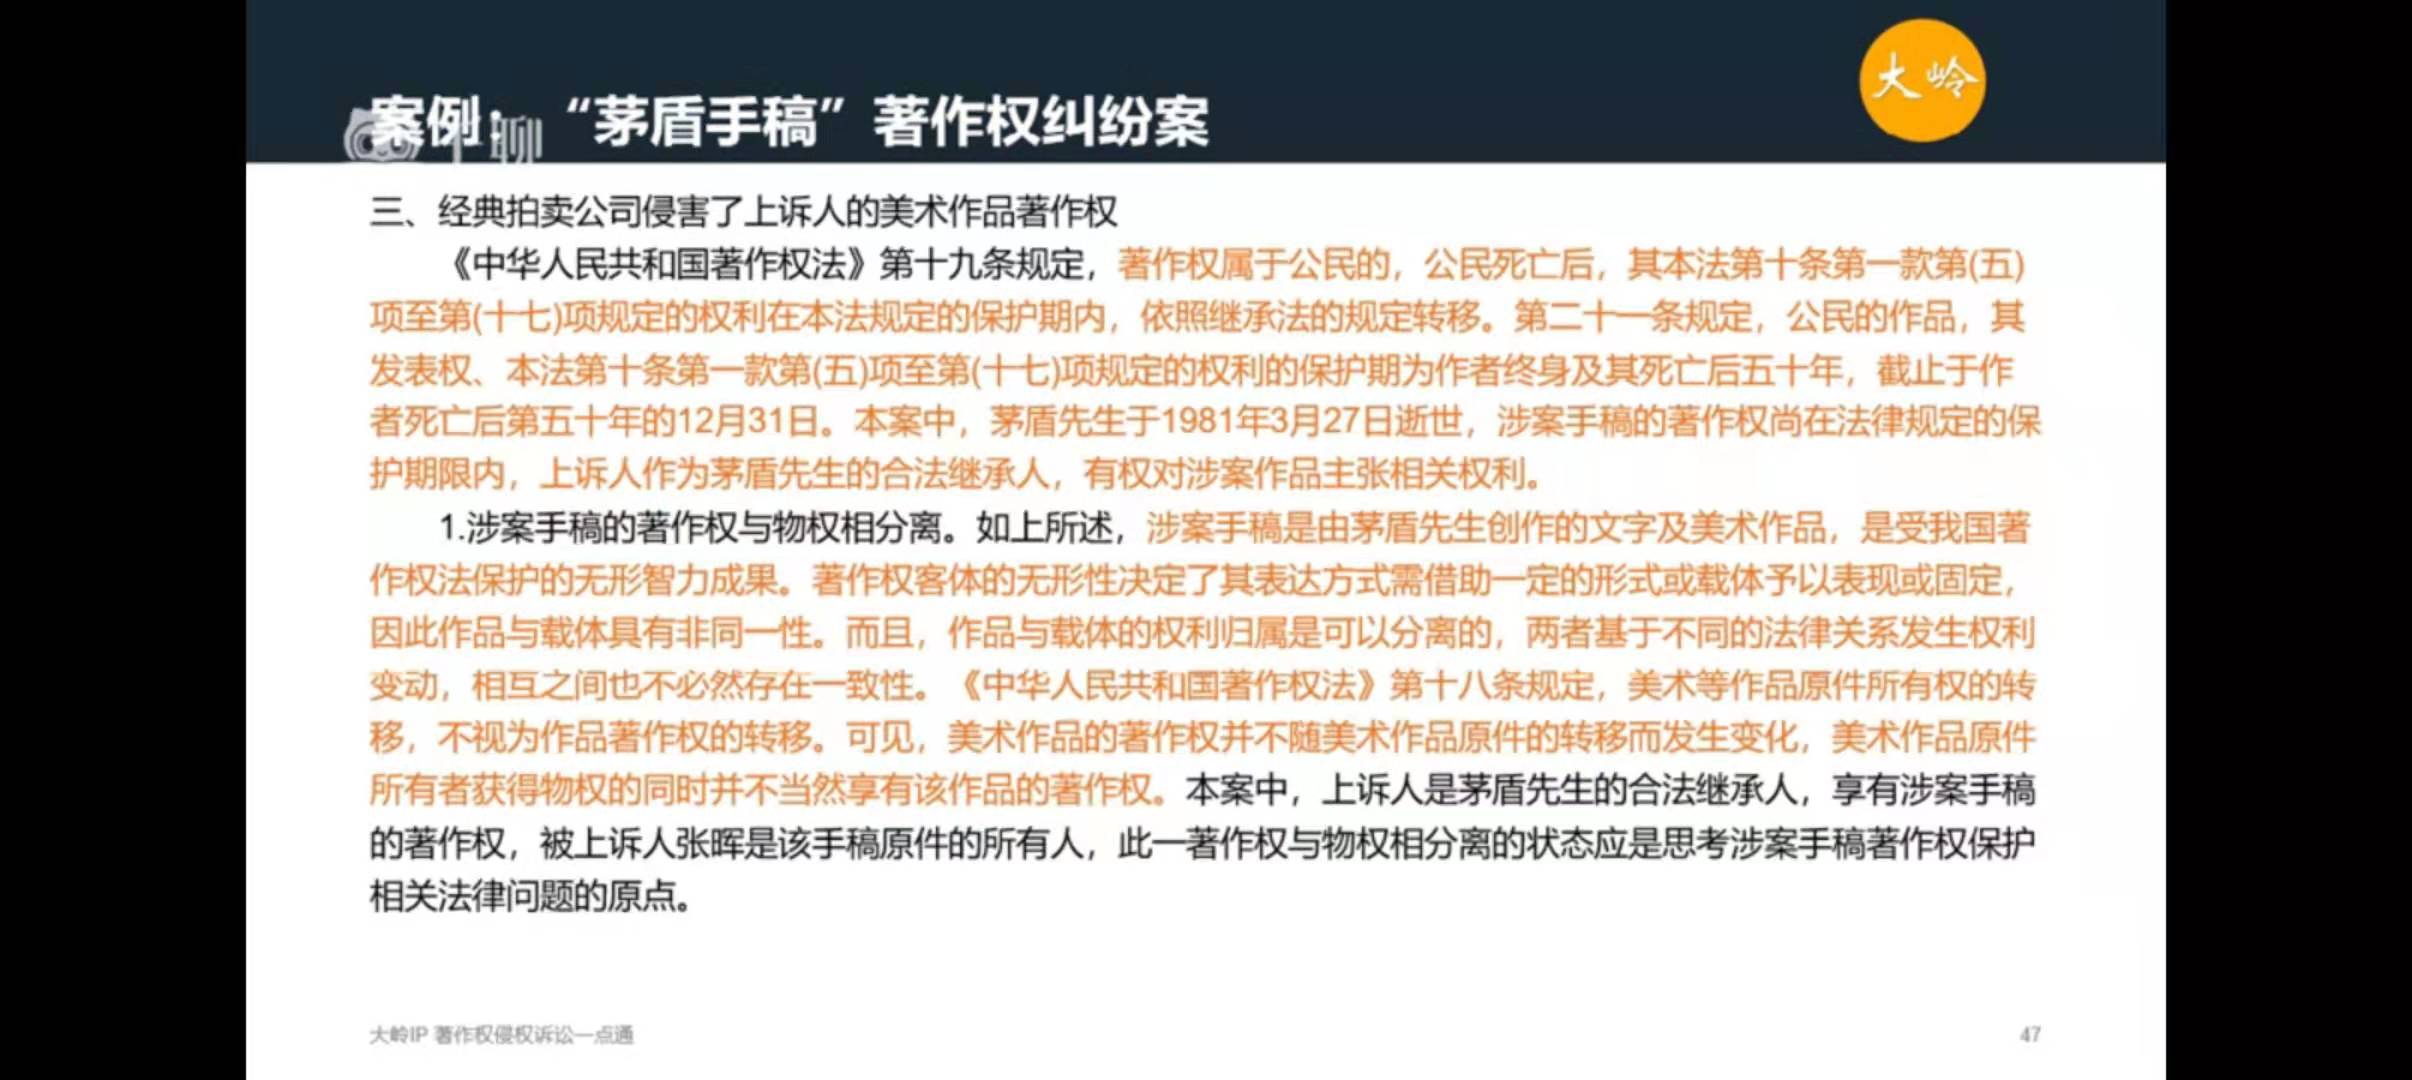 大岭
案例：“茅盾手稿”著作权纠纷案
三、经典拍卖公司侵害了上诉人的美术作品著作权
《中华人民共和国著作权法》第十九条规定，著作权属于公民的，公民死亡后，其本法第十条第一款第(五)
项至第(十七)项规定的权利在本法规定的保护期内，依照继承法的规定转移。第二十一条规定，公民的作品，其
发表权、本法第十条第一款第(五)项至第(十七)项规定的权利的保护期为作者终身及其死亡后五十年，截止于作
者死亡后第五十年的12月31日。本案中，茅盾先生于1981年3月27日逝世，涉案手稿的著作权尚在法律规定的保
护期限内，上诉人作为茅盾先生的合法继承人，有权对涉案作品主张相关权利。
1.涉案手稿的著作权与物权相分离。如上所述，涉案手稿是由茅盾先生创作的文字及美术作品，是受我国著
作权法保护的无形智力成果。著作权客体的无形性决定了其表达方式需借助一定的形式或载体予以表现或固定，
因此作品与载体具有非同一性。而且，作品与载体的权利归属是可以分离的，两者基于不同的法律关系发生权利
变动，相互之间也不必然存在一致性。《中华人民共和国著作权法》第十八条规定，美术等作品原件所有权的转
移，不视为作品著作权的转移。可见，美术作品的著作权并不随美术作品原件的转移而发生变化，美术作品原件
所有者获得物权的同时并不当然享有该作品的著作权。本案中，上诉人是茅盾先生的合法继承人，享有涉案手稿
的著作权，被上诉人张晖是该手稿原件的所有人，此一著作权与物权相分离的状态应是思考涉案手稿著作权保护
相关法律问题的原点。
大岭IP 著作权侵权诉讼一点通
47